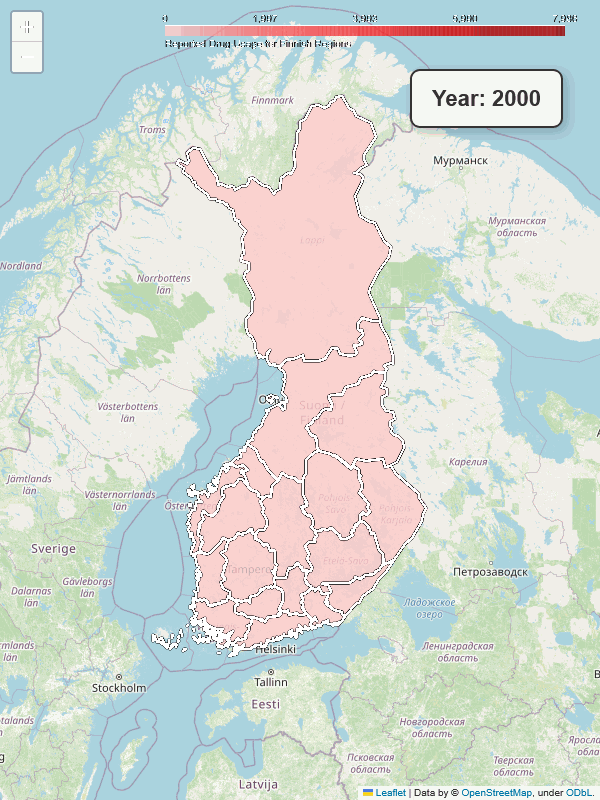 +
−
0 1,997 3,993 5,990 7,986
Reported Drug Usage for Finnish Regions
Year: 2000
Finnmark
Troms
Мурманск
Мурманская
область
Nordland
Lappi
Norrbottens
län
Västerbottens
län
Suomi /
Finland
Карелия
Jämtlands
län
Västernorrlands
län
Pohjois-
Savo
Pohjois-
Karjala
Sverige
Etelä-Savo
Tampere
Петрозаводск
Gävleborgs
län
Dalarnas
län
Ладожское
озеро
Helsinki
Ленинградская
область
Stockholm
Tallinn
Eesti
Новгородская
область
Псковская
область
Тверская
область
Latvija
Leaflet | Data by © OpenStreetMap, under ODbL.